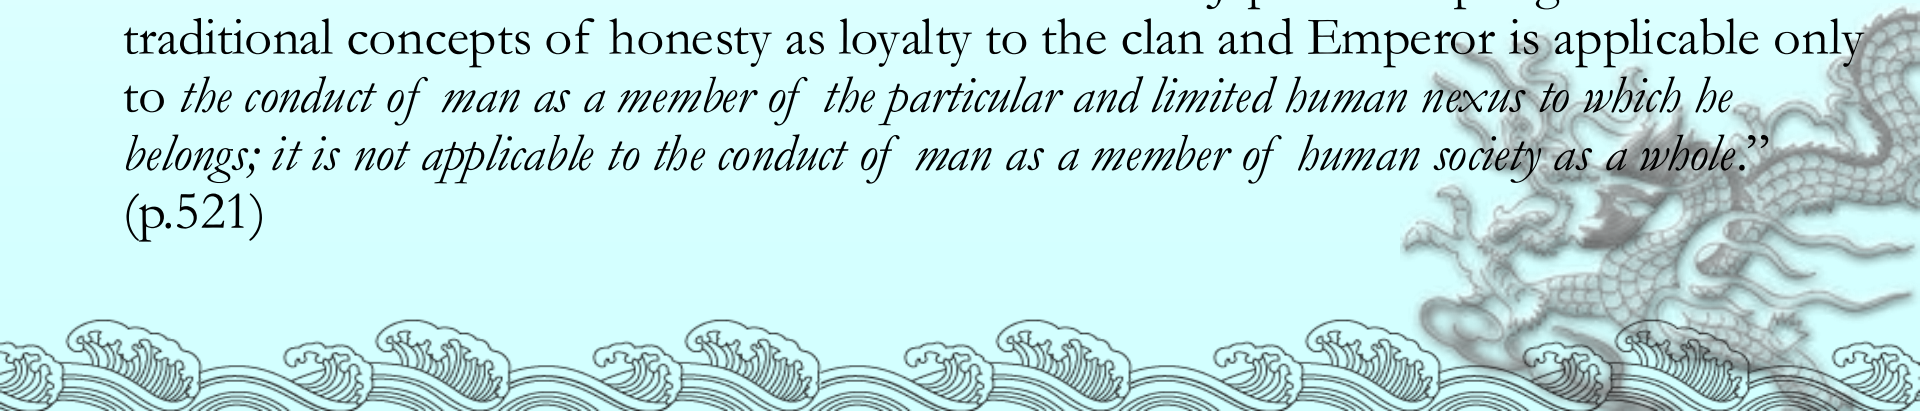 traditional concepts of honesty as loyalty to the clan and Emperor is applicable only
to the conduct of man as a member of the particular and limited human nexus to which he
belongs; it is not applicable to the conduct of man as a member of human society as a whole.”
(p.521)